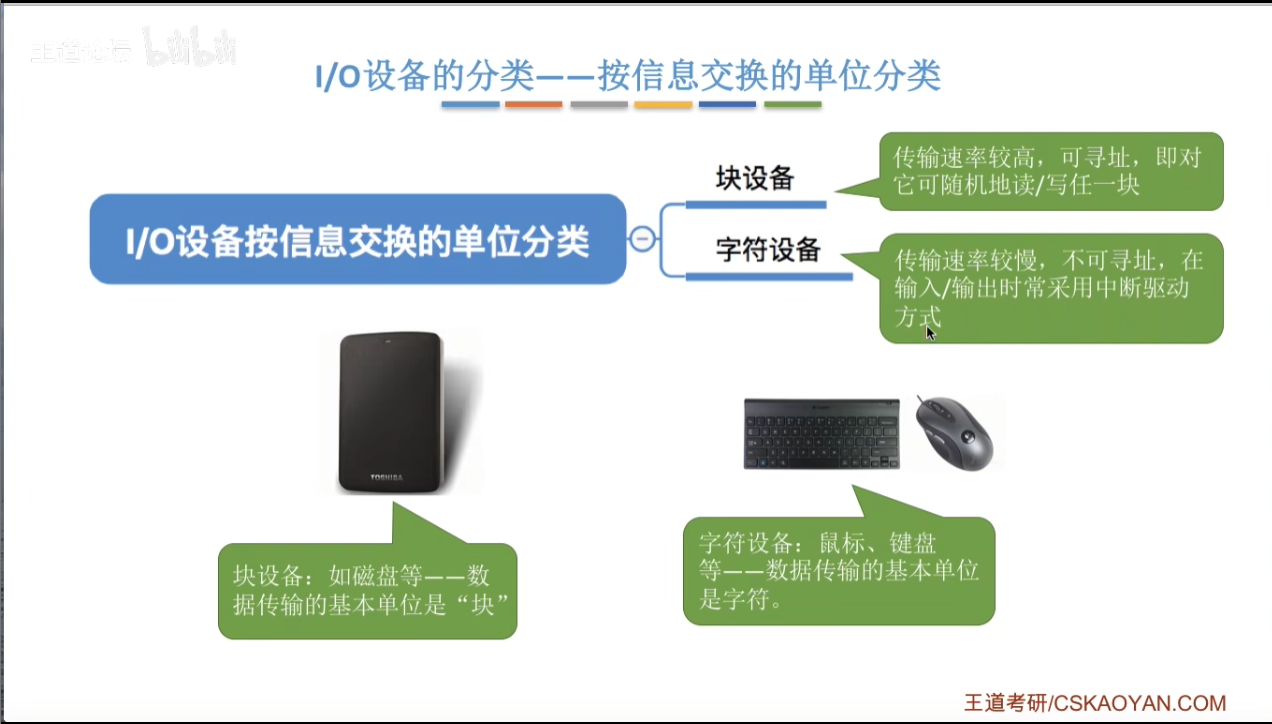 王道论坛 bilibili
I/O设备的分类——按信息交换的单位分类
I/O设备按信息交换的单位分类
块设备
传输速率较高，可寻址，即对
它可随机地读/写任一块
字符设备
传输速率较慢，不可寻址，在
输入/输出时常采用中断驱动
方式
TOSHIBA
块设备：如磁盘等——数
据传输的基本单位是“块”
字符设备：鼠标、键盘
等——数据传输的基本单位
是字符。
王道考研/CSKAOYAN.COM